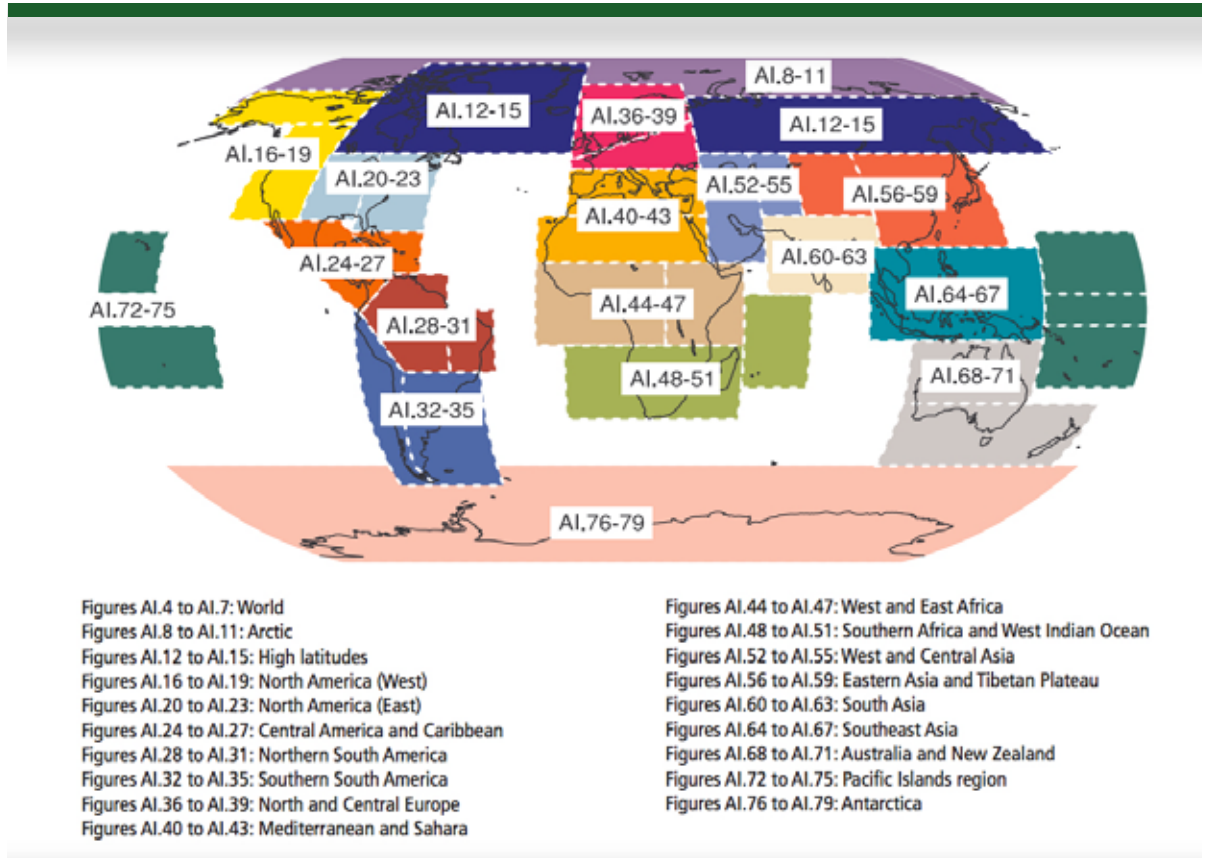 AI.8-11
AI.12-15
AI.36-39
AI.12-15
AI.16-19
AI.20-23
AI.52-55
AI.56-59
AI.40-43
AI.24-27
AI.60-63
AI.72-75
AI.44-47
AI.64-67
AI.28-31
AI.48-51
AI.68-71
AI.32-35
AI.76-79
Figures AI.4 to AI.7: World
Figures AI.8 to AI.11: Arctic
Figures AI.12 to AI.15: High latitudes
Figures AI.16 to AI.19: North America (West)
Figures AI.20 to AI.23: North America (East)
Figures AI.24 to AI.27: Central America and Caribbean
Figures AI.28 to AI.31: Northern South America
Figures AI.32 to AI.35: Southern South America
Figures AI.36 to AI.39: North and Central Europe
Figures AI.40 to AI.43: Mediterranean and Sahara
Figures AI.44 to AI.47: West and East Africa
Figures AI.48 to AI.51: Southern Africa and West Indian Ocean
Figures AI.52 to AI.55: West and Central Asia
Figures AI.56 to AI.59: Eastern Asia and Tibetan Plateau
Figures AI.60 to AI.63: South Asia
Figures AI.64 to AI.67: Southeast Asia
Figures AI.68 to AI.71: Australia and New Zealand
Figures AI.72 to AI.75: Pacific Islands region
Figures AI.76 to AI.79: Antarctica